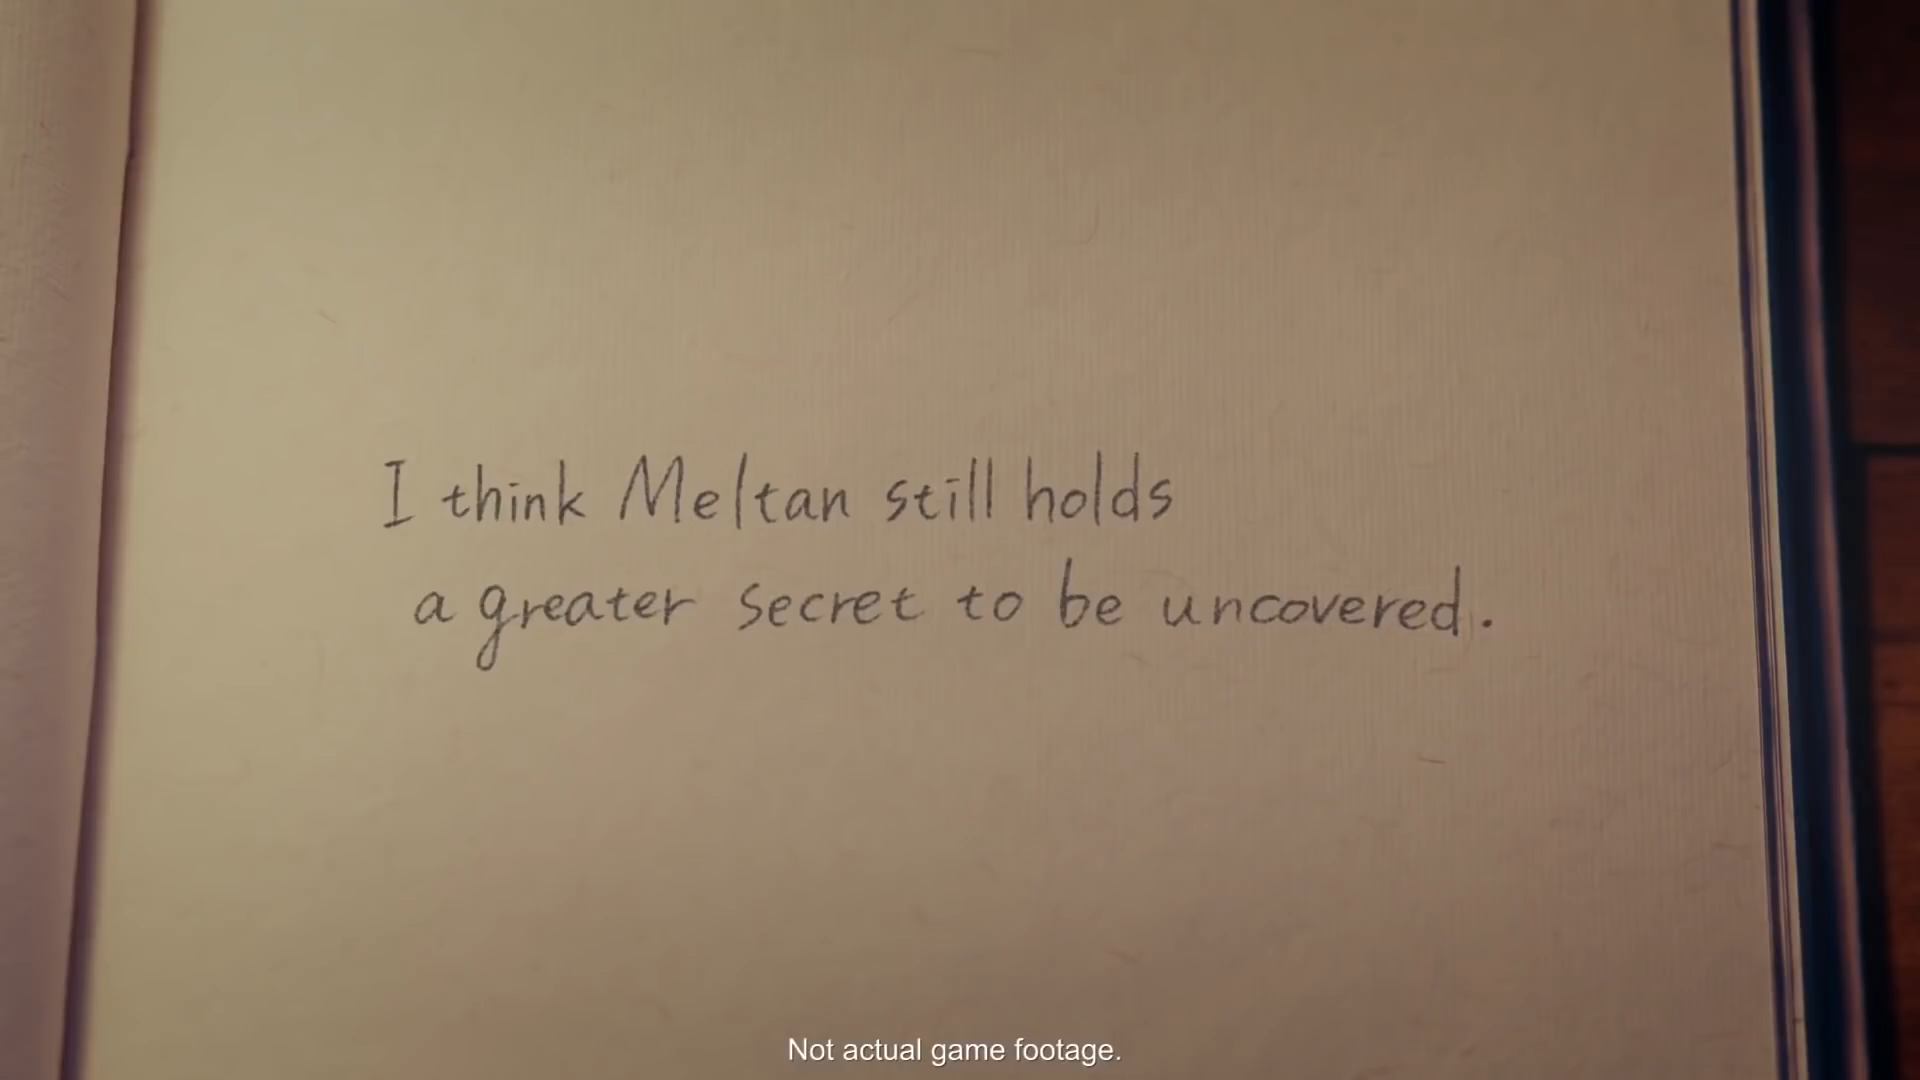 I think Meltan still holds
a greater secret to be uncovered.
Not actual game footage.